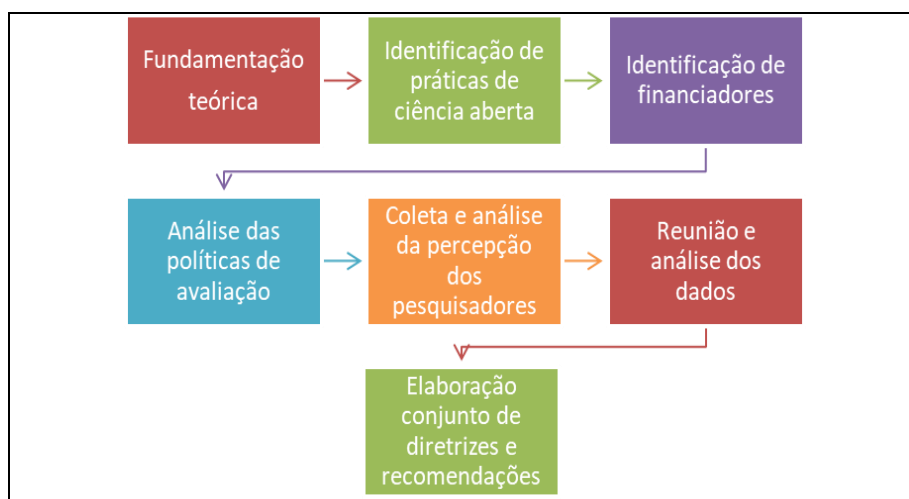 Fundamentação
teórica
Identificação de
práticas de
ciência aberta
Identificação de
financiadores
Análise das
políticas de
avaliação
Coleta e análise
da percepção
dos
pesquisadores
Reunião e
análise dos
dados
Elaboração
conjunto de
diretrizes e
recomendações